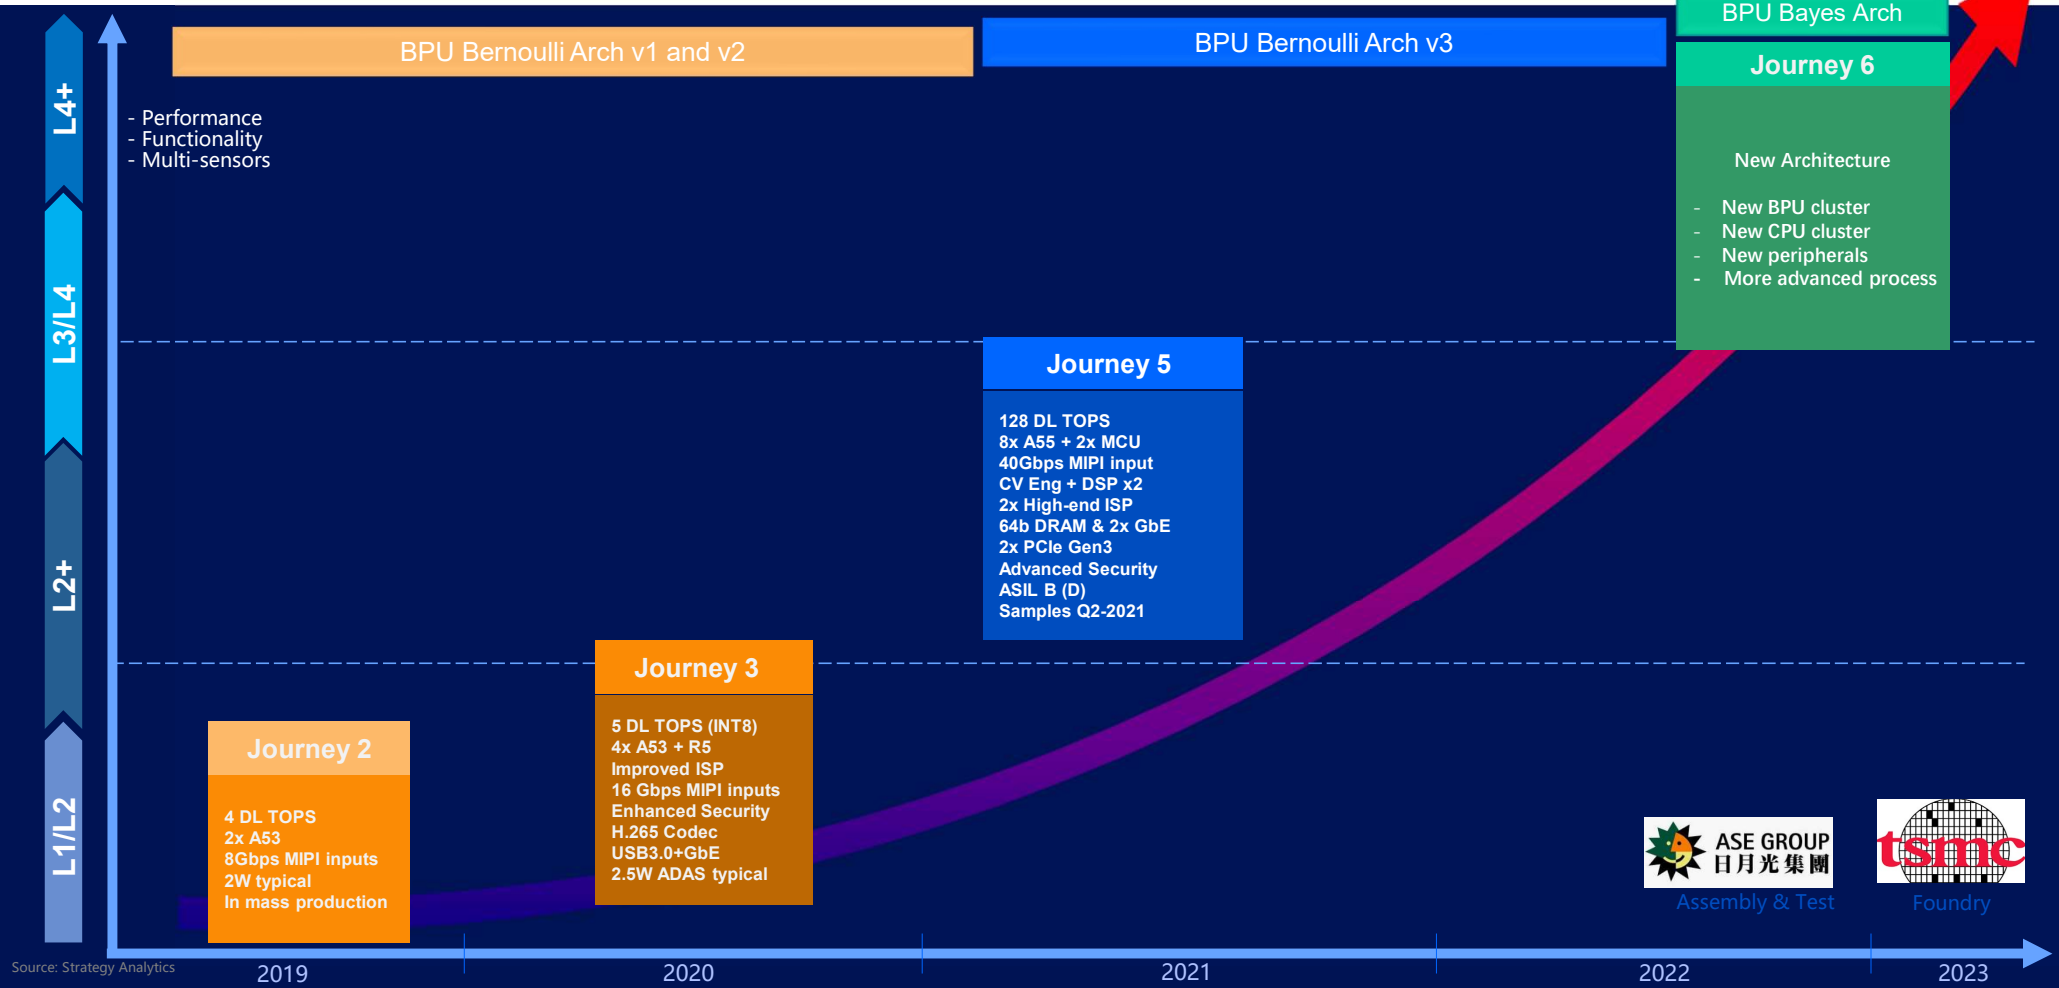 BPU Bernoulli Arch v1 and v2
BPU Bernoulli Arch v3
BPU Bayes Arch
L4+
L3/L4
L2+
L1/L2
- Performance
- Functionality
- Multi-sensors
Journey 2
4 DL TOPS
2x A53
8Gbps MIPI inputs
2W typical
In mass production
Journey 3
5 DL TOPS (INT8)
4x A53 + R5
Improved ISP
16 Gbps MIPI inputs
Enhanced Security
H.265 Codec
USB3.0+GbE
2.5W ADAS typical
Journey 5
128 DL TOPS
8x A55 + 2x MCU
40Gbps MIPI input
CV Eng + DSP x2
2x High-end ISP
64b DRAM & 2x GbE
2x PCIe Gen3
Advanced Security
ASIL B (D)
Samples Q2-2021
Journey 6
New Architecture
- New BPU cluster
- New CPU cluster
- New peripherals
- More advanced process
ASE GROUP
日月光集團
Assembly & Test
tsmc
Foundry
Source: Strategy Analytics
2019
2020
2021
2022
2023